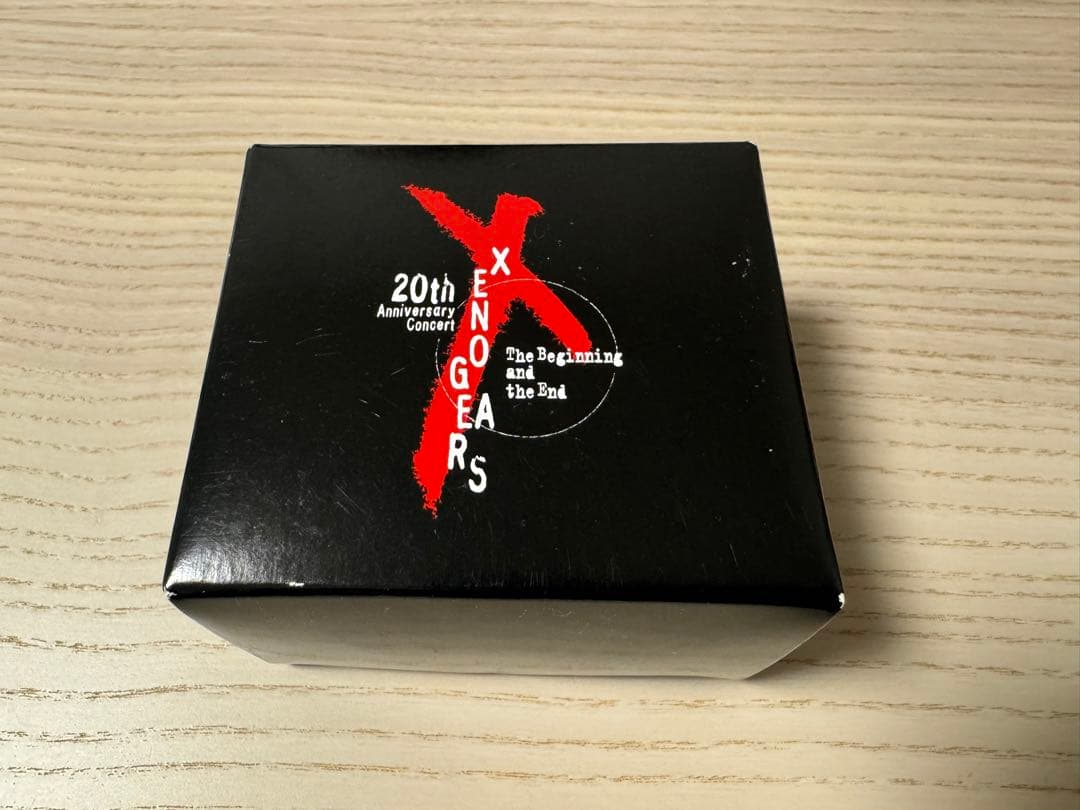 XENOGEARS
20th
Anniversary
Concert
The Beginning
and
the End